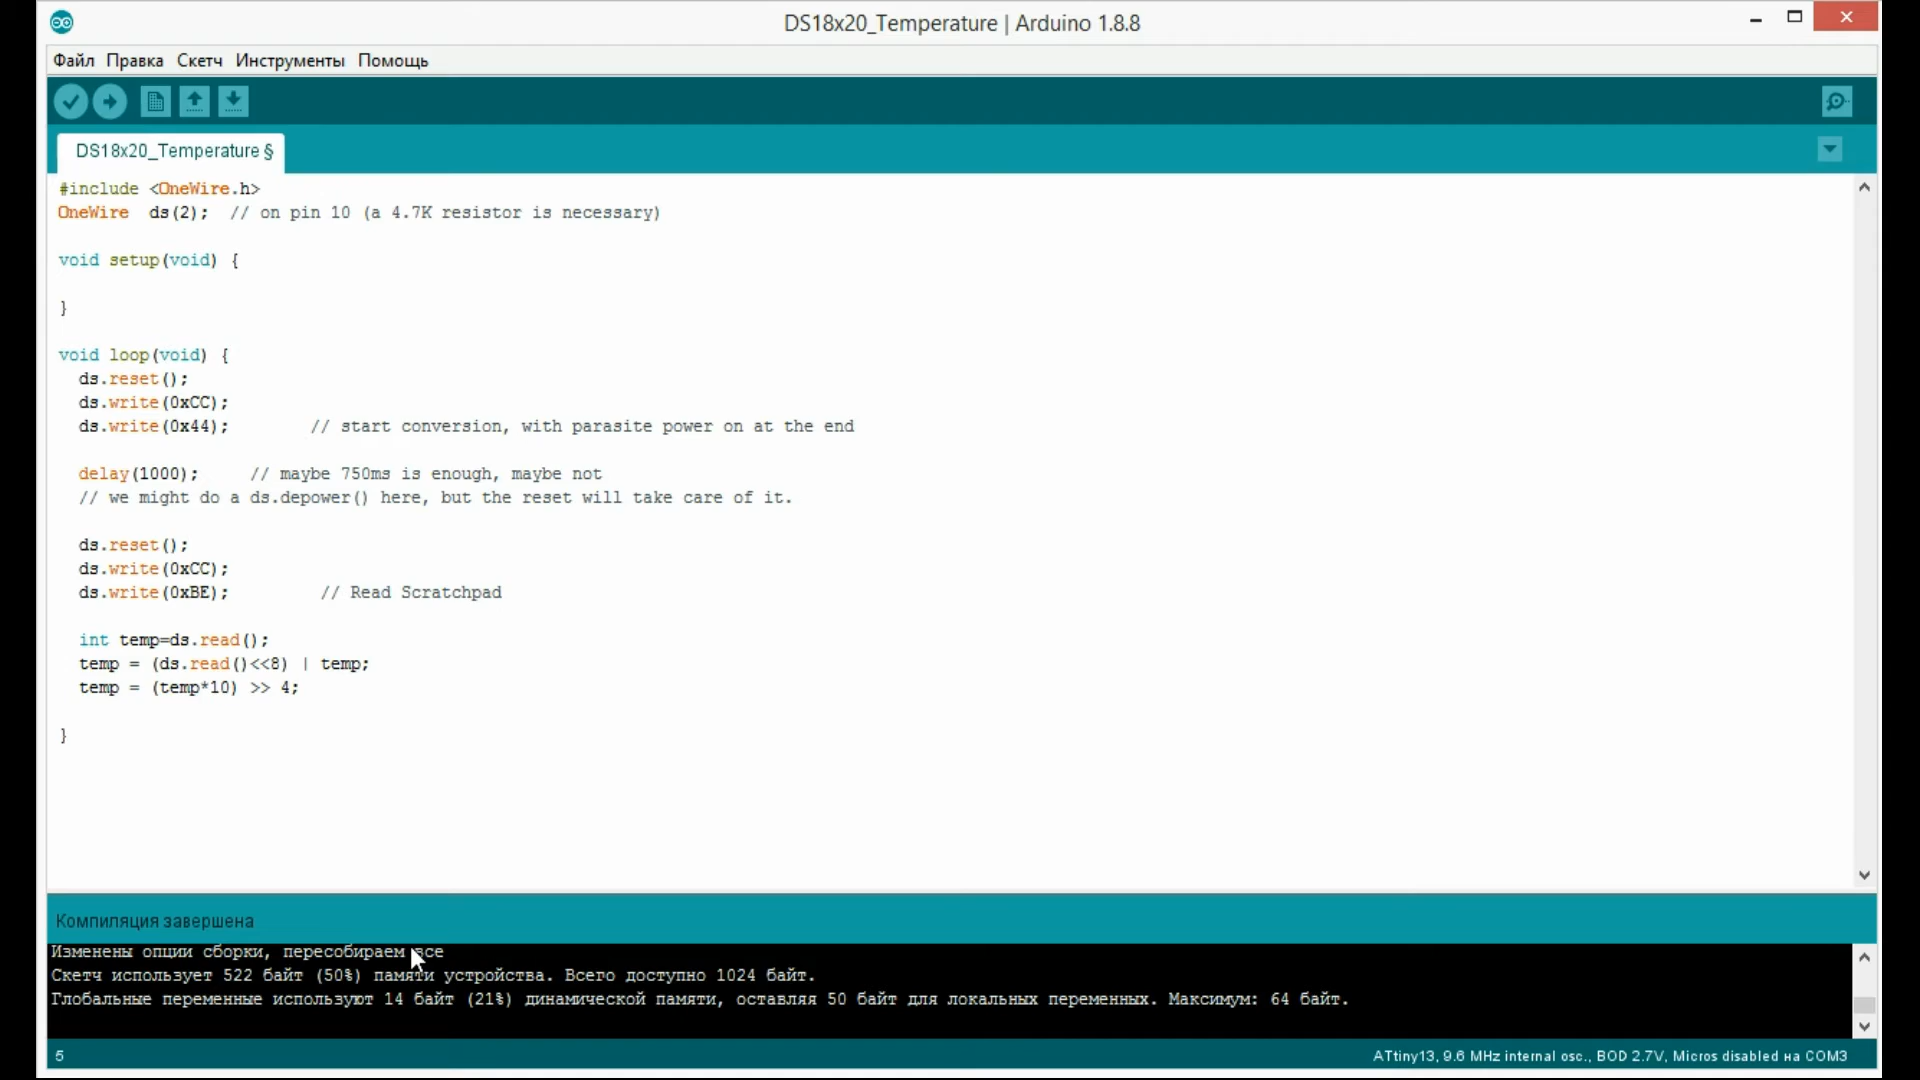 DS18x20_Temperature | Arduino 1.8.8
Файл Правка Скетч Инструменты Помощь
DS18x20_Temperature §
#include <OneWire.h>
OneWire  ds(2);  // on pin 10 (a 4.7K resistor is necessary)
void setup(void) {
}
void loop(void) {
  ds.reset();
  ds.write(0xCC);
  ds.write(0x44);        // start conversion, with parasite power on at the end
  delay(1000);     // maybe 750ms is enough, maybe not
  // we might do a ds.depower() here, but the reset will take care of it.
  ds.reset();
  ds.write(0xCC);
  ds.write(0xBE);         // Read Scratchpad
  int temp=ds.read();
  temp = (ds.read()<<8) | temp;
  temp = (temp*10) >> 4;
}
Компиляция завершена
Изменены опции сборки, пересобираем все
Скетч использует 522 байт (50%) памяти устройства. Всего доступно 1024 байт.
Глобальные переменные используют 14 байт (21%) динамической памяти, оставляя 50 байт для локальных переменных. Максимум: 64 байт.
5
ATtiny13, 9.6 MHz internal osc., BOD 2.7V, Micros disabled на COM3